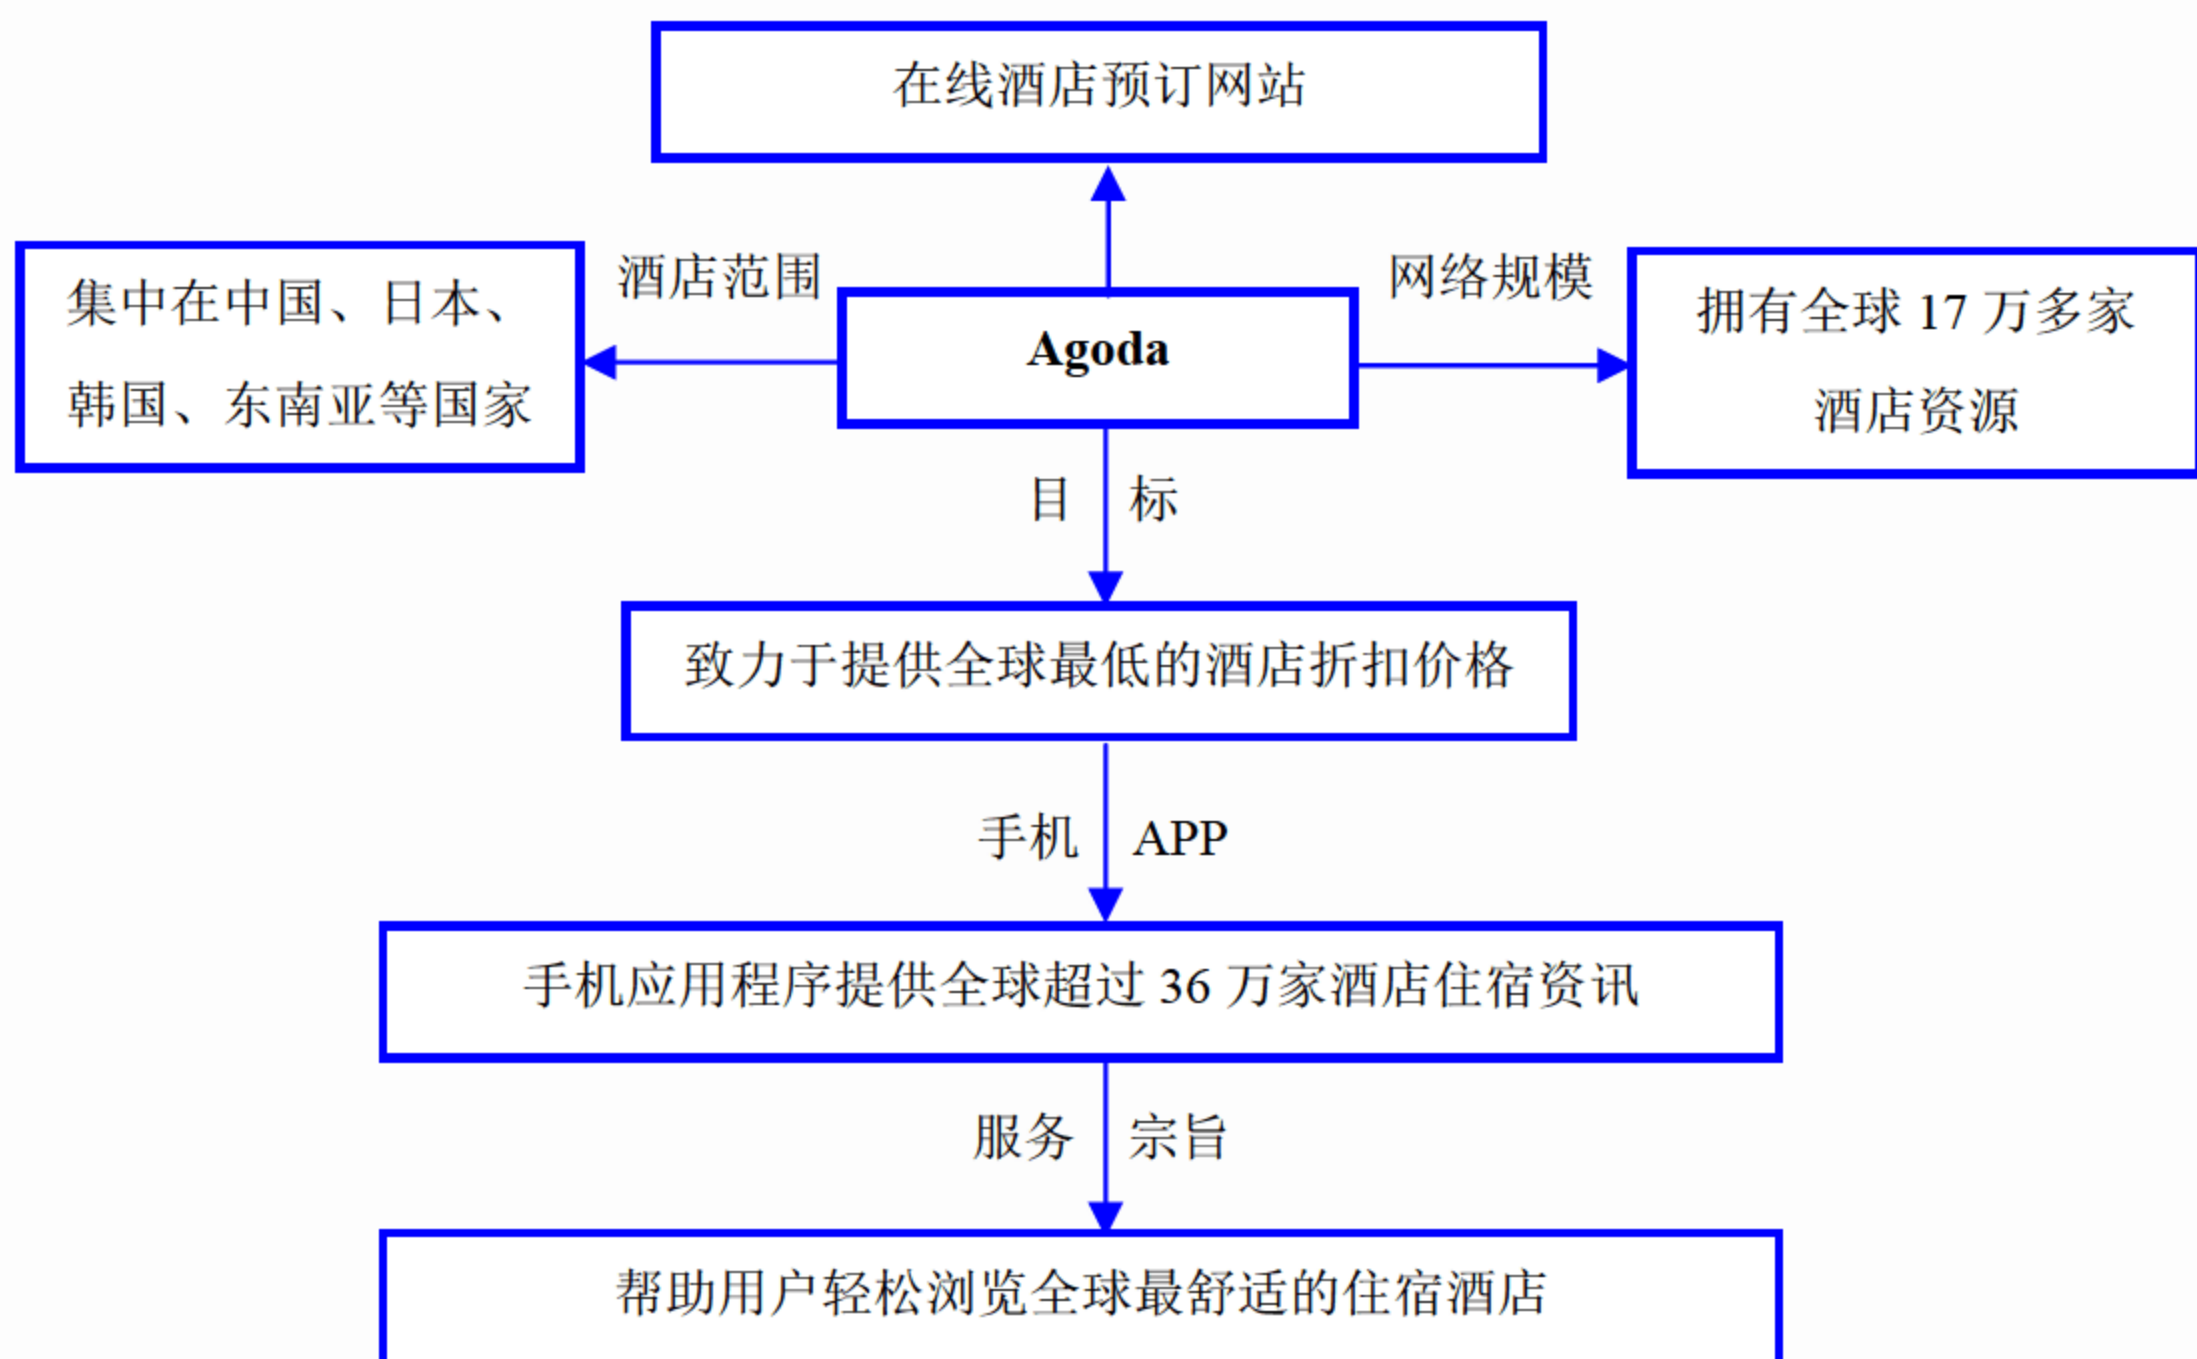 在线酒店预订网站
酒店范围
网络规模
集中在中国、日本、
韩国、东南亚等国家
Agoda
拥有全球 17 万多家
酒店资源
目 标
致力于提供全球最低的酒店折扣价格
手机 APP
手机应用程序提供全球超过 36 万家酒店住宿资讯
服务 宗旨
帮助用户轻松浏览全球最舒适的住宿酒店